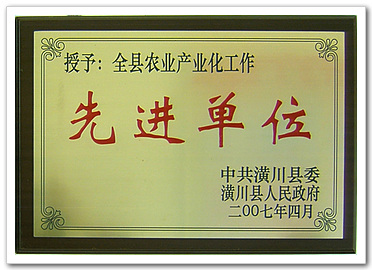 授予：全县农业产业化工作
先进单位
中共潢川县委
潢川县人民政府
二00七年四月